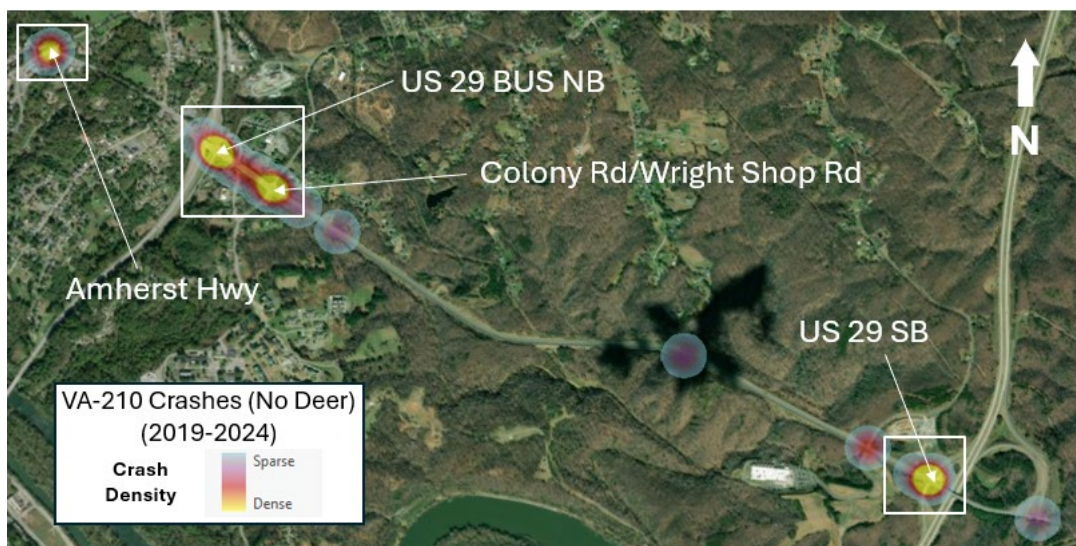 US 29 BUS NB
N
Colony Rd/Wright Shop Rd
Amherst Hwy
US 29 SB
VA-210 Crashes (No Deer)
(2019-2024)
Crash
Density
Sparse
Dense